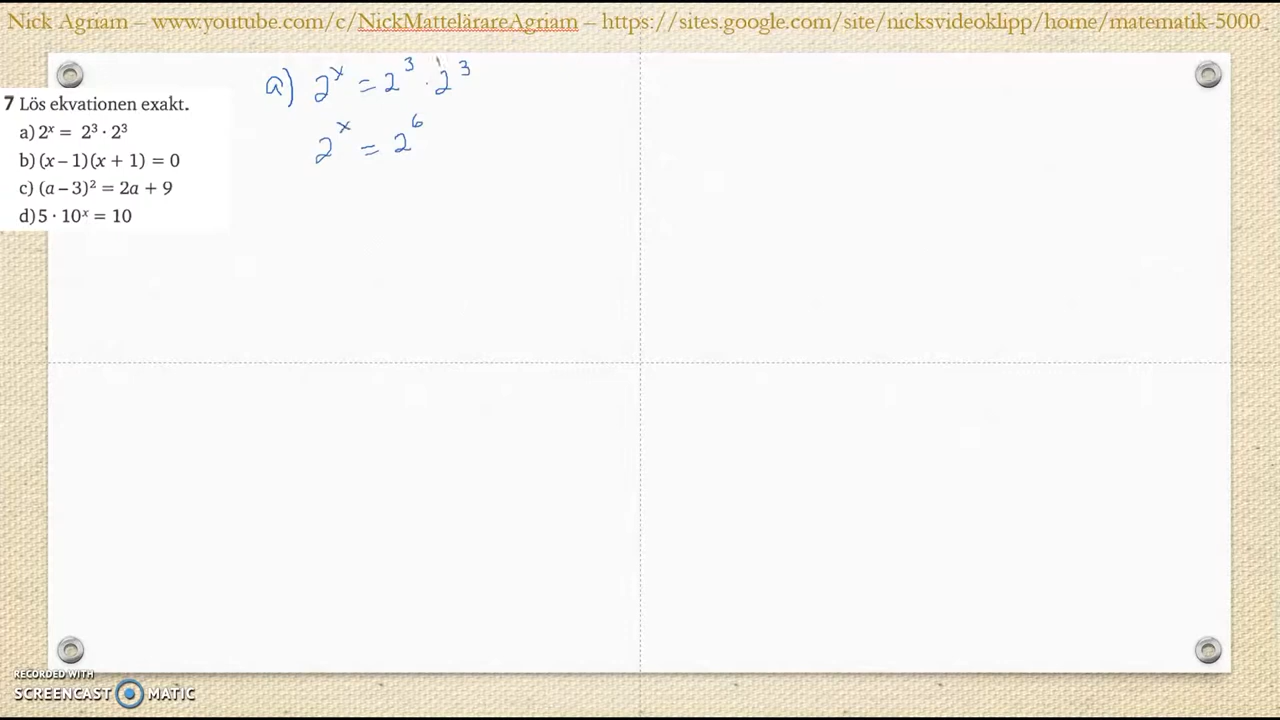 Nick Agriam – www.youtube.com/c/NickMattelärareAgriam – https://sites.google.com/site/nicksvideoklipp/home/matematik-5000
a) 2ˣ = 2³ · 2³
2ˣ = 2⁶
7 Lös ekvationen exakt.
a) 2ˣ = 2³ · 2³
b) (x – 1)(x + 1) = 0
c) (a – 3)² = 2a + 9
d) 5 · 10ˣ = 10
RECORDED WITH
SCREENCAST MATIC